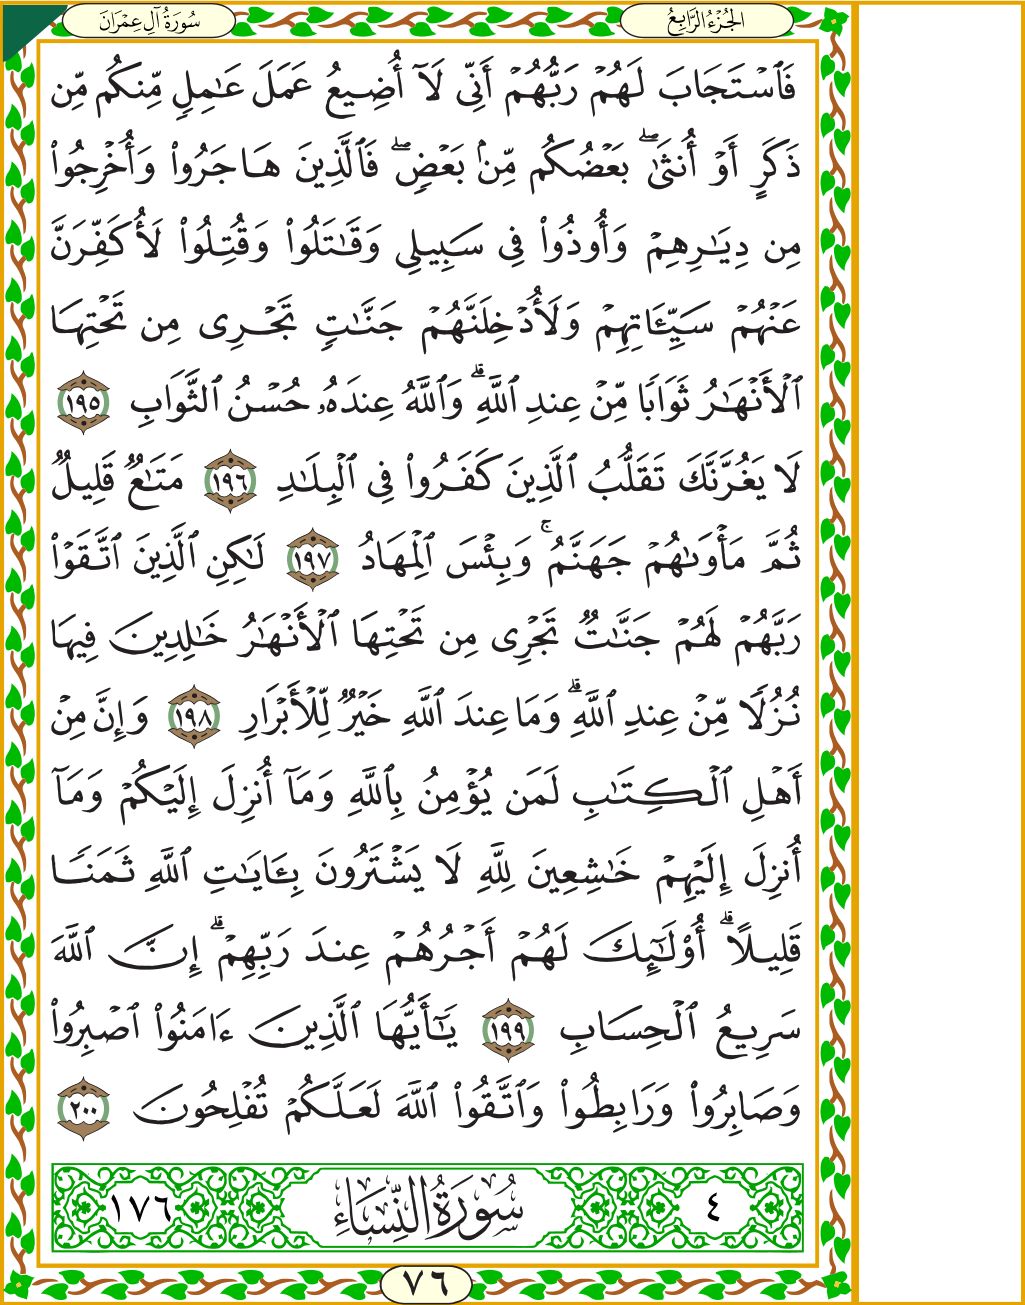 الجُزْءُ الرَّابِعُ
سُورَةُ آلِ عِمْرَانَ
فَٱسۡتَجَابَ لَهُمۡ رَبُّهُمۡ أَنِّي لَآ أُضِيعُ عَمَلَ عَٰمِلٖ مِّنكُم مِّن
ذَكَرٍ أَوۡ أُنثَىٰۖ بَعۡضُكُم مِّنۢ بَعۡضٖۖ فَٱلَّذِينَ هَاجَرُواْ وَأُخۡرِجُواْ
مِن دِيَٰرِهِمۡ وَأُوذُواْ فِي سَبِيلِي وَقَٰتَلُواْ وَقُتِلُواْ لَأُكَفِّرَنَّ
عَنۡهُمۡ سَيِّـَٔاتِهِمۡ وَلَأُدۡخِلَنَّهُمۡ جَنَّٰتٖ تَجۡرِي مِن تَحۡتِهَا
ٱلۡأَنۡهَٰرُ ثَوَابٗا مِّنۡ عِندِ ٱللَّهِۚ وَٱللَّهُ عِندَهُۥ حُسۡنُ ٱلثَّوَابِ ١٩٥
لَا يَغُرَّنَّكَ تَقَلُّبُ ٱلَّذِينَ كَفَرُواْ فِي ٱلۡبِلَٰدِ ١٩٦ مَتَٰعٞ قَلِيلٞ
ثُمَّ مَأۡوَىٰهُمۡ جَهَنَّمُۚ وَبِئۡسَ ٱلۡمِهَادُ ١٩٧ لَٰكِنِ ٱلَّذِينَ ٱتَّقَوۡاْ
رَبَّهُمۡ لَهُمۡ جَنَّٰتٞ تَجۡرِي مِن تَحۡتِهَا ٱلۡأَنۡهَٰرُ خَٰلِدِينَ فِيهَا
نُزُلٗا مِّنۡ عِندِ ٱللَّهِۗ وَمَا عِندَ ٱللَّهِ خَيۡرٞ لِّلۡأَبۡرَارِ ١٩٨ وَإِنَّ مِنۡ
أَهۡلِ ٱلۡكِتَٰبِ لَمَن يُؤۡمِنُ بِٱللَّهِ وَمَآ أُنزِلَ إِلَيۡكُمۡ وَمَآ
أُنزِلَ إِلَيۡهِمۡ خَٰشِعِينَ لِلَّهِ لَا يَشۡتَرُونَ بِـَٔايَٰتِ ٱللَّهِ ثَمَنٗا
قَلِيلًاۗ أُوْلَٰٓئِكَ لَهُمۡ أَجۡرُهُمۡ عِندَ رَبِّهِمۡۗ إِنَّ ٱللَّهَ
سَرِيعُ ٱلۡحِسَابِ ١٩٩ يَٰٓأَيُّهَا ٱلَّذِينَ ءَامَنُواْ ٱصۡبِرُواْ
وَصَابِرُواْ وَرَابِطُواْ وَٱتَّقُواْ ٱللَّهَ لَعَلَّكُمۡ تُفۡلِحُونَ ٢٠٠
٤ سُورَةُ النِّسَاءِ ١٧٦
٧٦